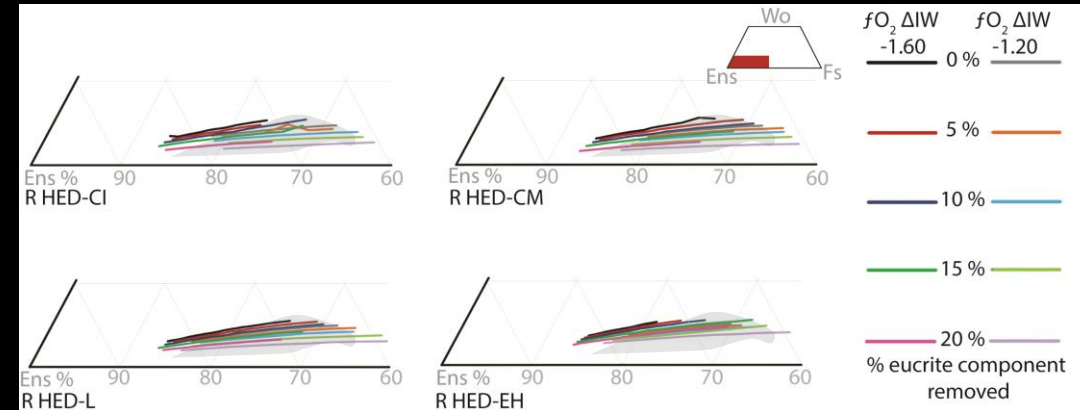 Wo
Ens
Fs
Ens % 90 80 70 60
R HED-CI
Ens % 90 80 70 60
R HED-CM
Ens % 90 80 70 60
R HED-L
Ens % 90 80 70 60
R HED-EH
ƒO₂ ΔIW ƒO₂ ΔIW
-1.60 -1.20
0 %
5 %
10 %
15 %
20 %
% eucrite component
removed